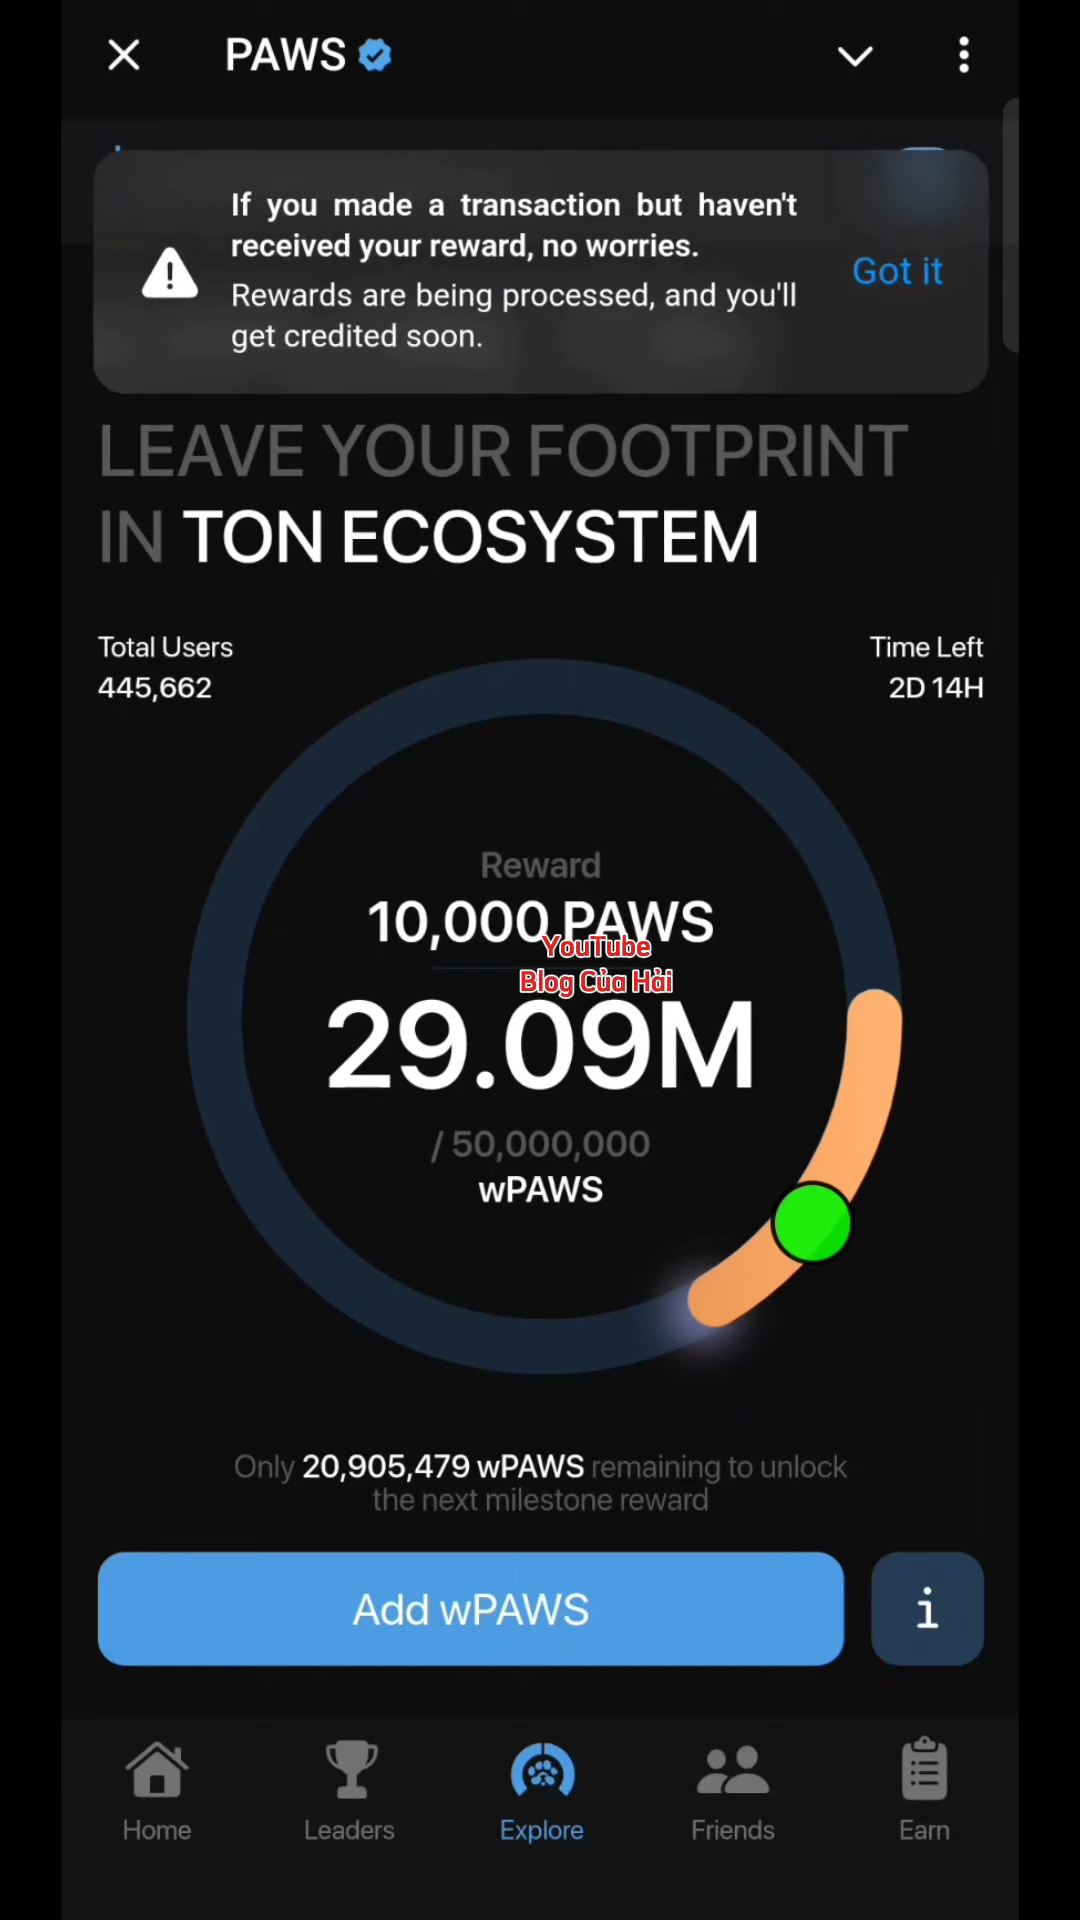 PAWS
If you made a transaction but haven't
received your reward, no worries.
Rewards are being processed, and you'll
get credited soon.
Got it
LEAVE YOUR FOOTPRINT
IN TON ECOSYSTEM
Total Users
445,662
Time Left
2D 14H
Reward
10,000 PAWS
YouTube
Blog Của Hải
29.09M
/ 50,000,000
wPAWS
Only 20,905,479 wPAWS remaining to unlock
the next milestone reward
Add wPAWS
i
Home
Leaders
Explore
Friends
Earn